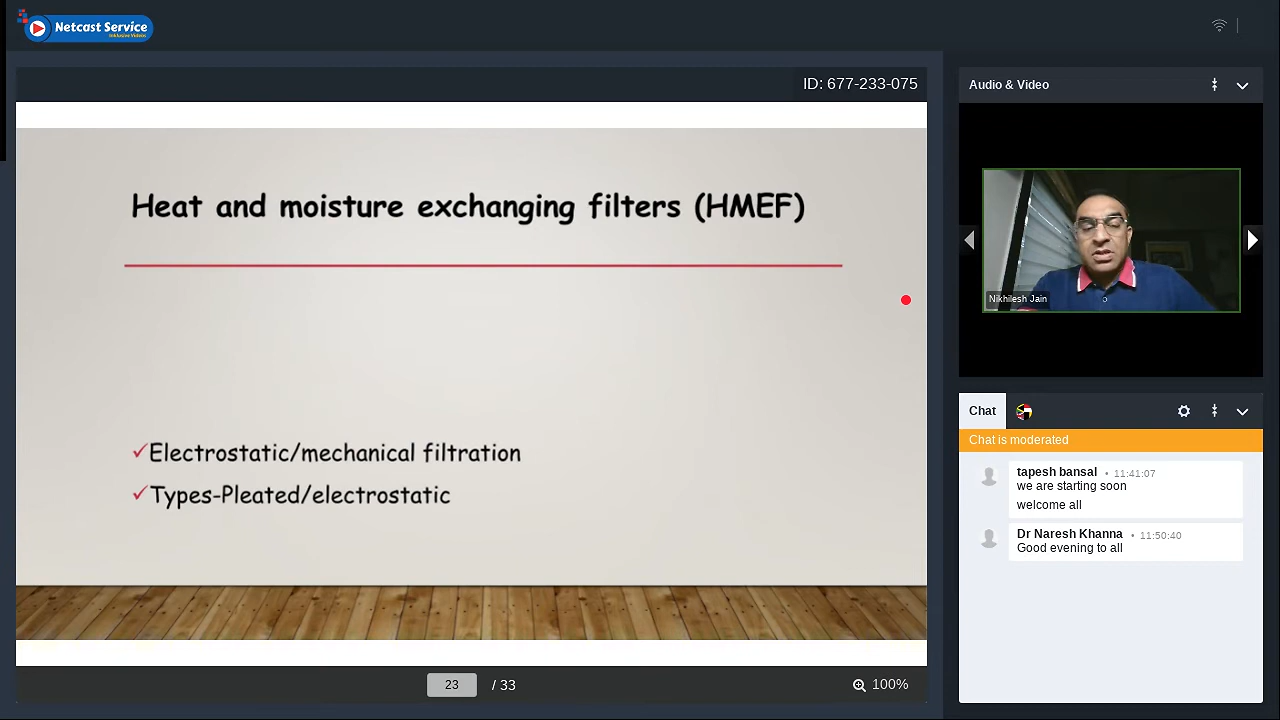 Netcast Service
Inklusive Videos
ID: 677-233-075
Heat and moisture exchanging filters (HMEF)
✓Electrostatic/mechanical filtration
✓Types-Pleated/electrostatic
23 / 33
100%
Audio & Video
Nikhilesh Jain
Chat
Chat is moderated
tapesh bansal • 11:41:07
we are starting soon
welcome all
Dr Naresh Khanna • 11:50:40
Good evening to all